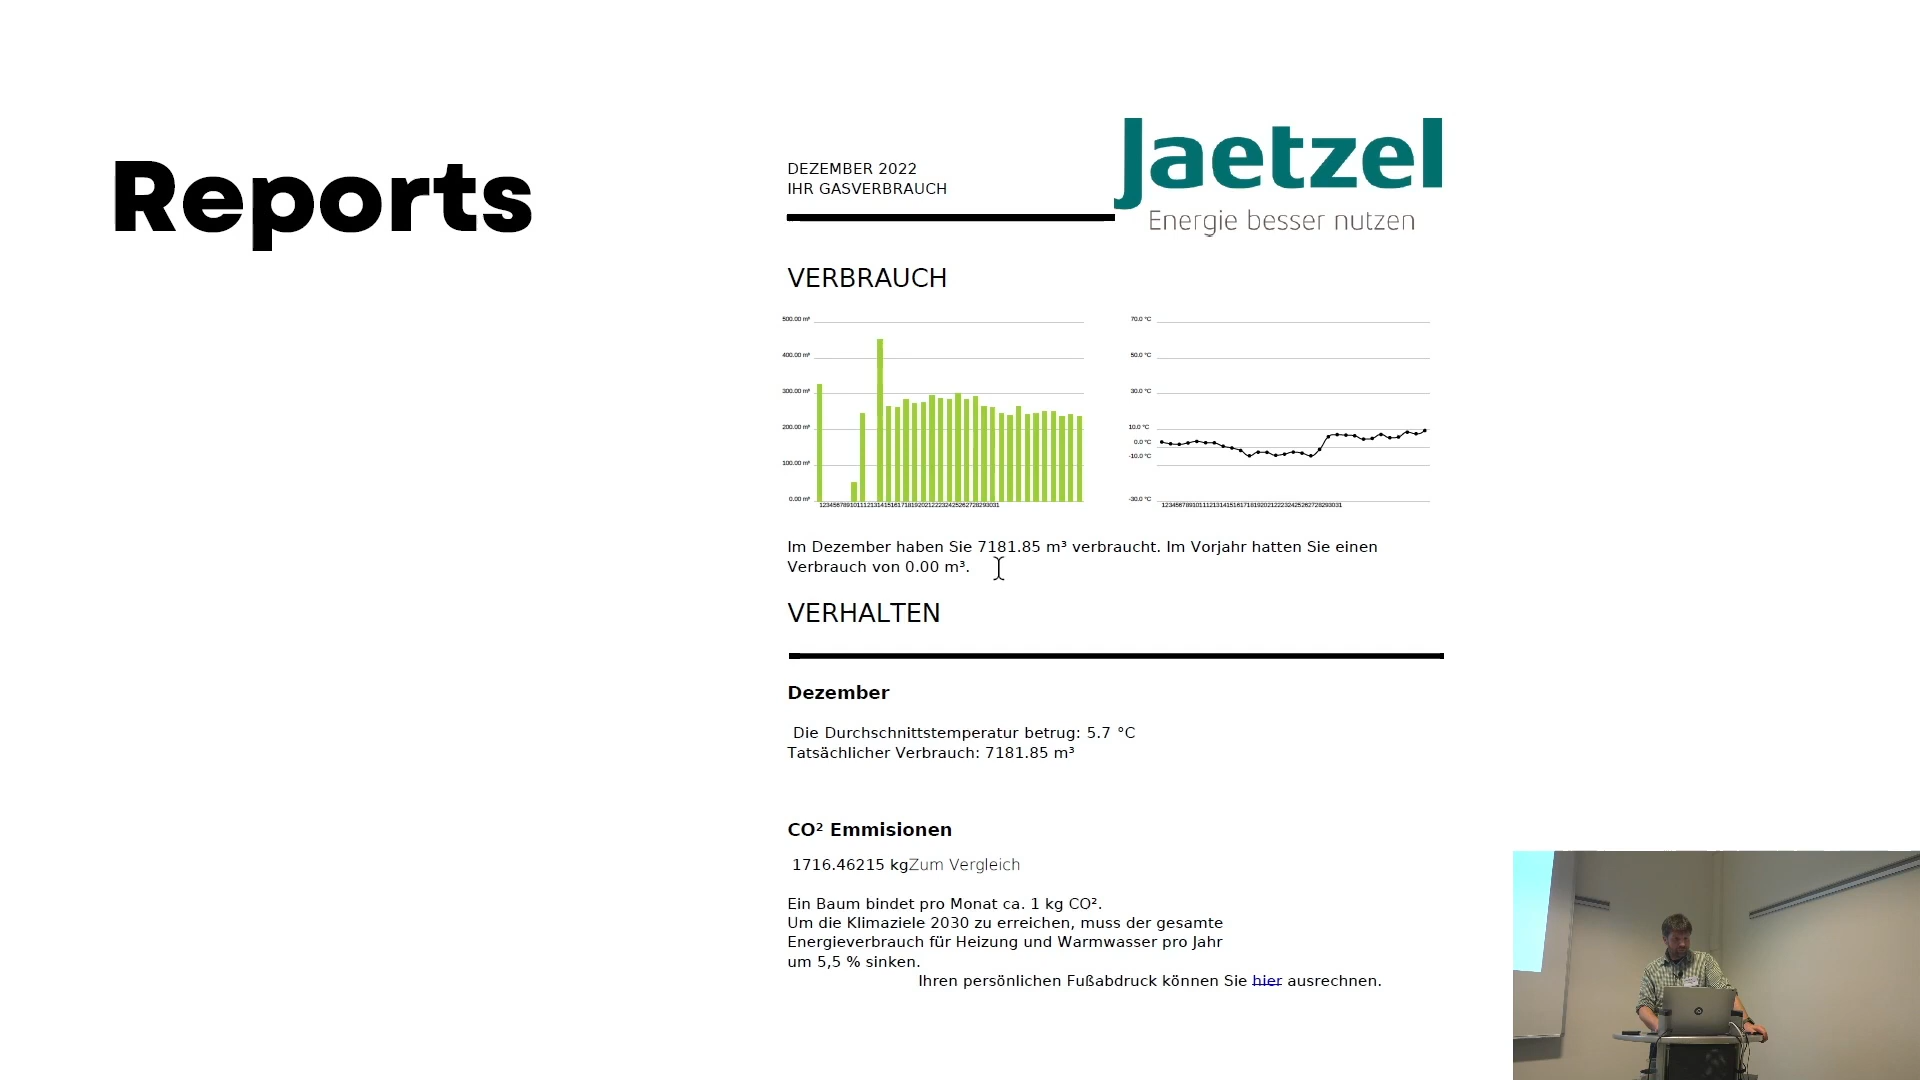 Reports
DEZEMBER 2022
IHR GASVERBRAUCH
Jaetzel
Energie besser nutzen
VERBRAUCH
500.00 m³
400.00 m³
300.00 m³
200.00 m³
100.00 m³
0.00 m³
12345678910111213141516171819202122232425262728293031
70.0 °C
50.0 °C
30.0 °C
10.0 °C
0.0 °C
-10.0 °C
-30.0 °C
12345678910111213141516171819202122232425262728293031
Im Dezember haben Sie 7181.85 m³ verbraucht. Im Vorjahr hatten Sie einen
Verbrauch von 0.00 m³.
VERHALTEN
Dezember
Die Durchschnittstemperatur betrug: 5.7 °C
Tatsächlicher Verbrauch: 7181.85 m³
CO² Emmisionen
1716.46215 kgZum Vergleich
Ein Baum bindet pro Monat ca. 1 kg CO².
Um die Klimaziele 2030 zu erreichen, muss der gesamte
Energieverbrauch für Heizung und Warmwasser pro Jahr
um 5,5 % sinken.
Ihren persönlichen Fußabdruck können Sie hier ausrechnen.